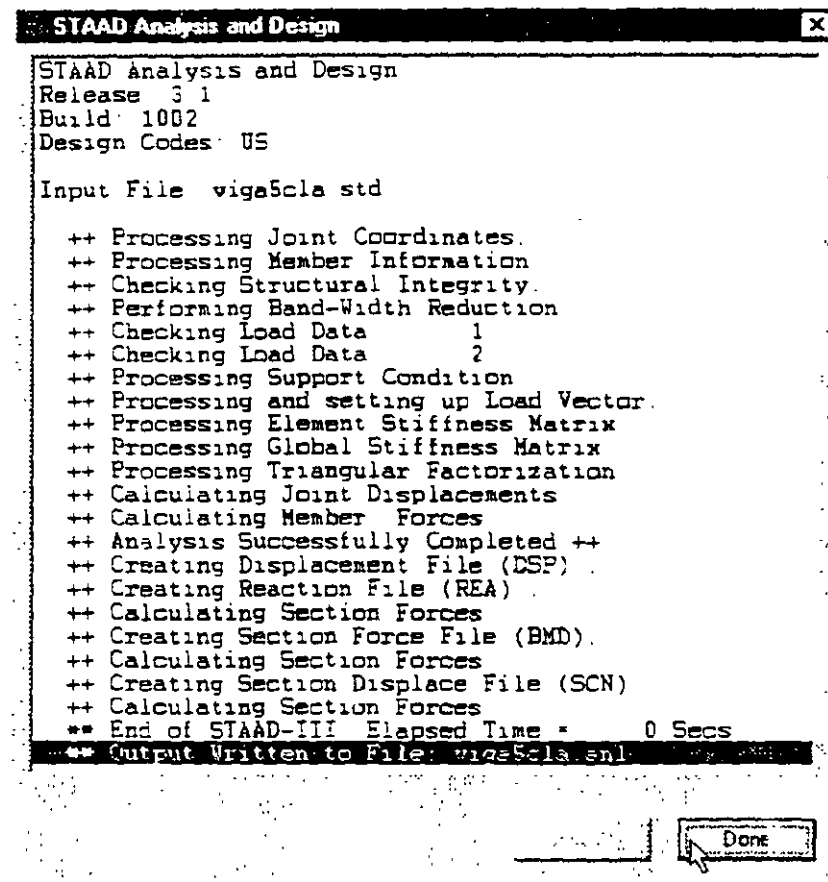 STAAD Analysis and Design
STAAD Analysis and Design
Release 3 1
Build 1002
Design Codes US
Input File viga5cla std
++ Processing Joint Coordinates.
++ Processing Member Information
++ Checking Structural Integrity.
++ Performing Band-Width Reduction
++ Checking Load Data 1
++ Checking Load Data 2
++ Processing Support Condition
++ Processing and setting up Load Vector.
++ Processing Element Stiffness Matrix
++ Processing Global Stiffness Matrix
++ Processing Triangular Factorization
++ Calculating Joint Displacements
++ Calculating Member Forces
++ Analysis Successfully Completed ++
++ Creating Displacement File (DSP) .
++ Creating Reaction File (REA) .
++ Calculating Section Forces
++ Creating Section Force File (BMD).
++ Calculating Section Forces
++ Creating Section Displace File (SCN)
++ Calculating Section Forces
** End of STAAD-III Elapsed Time = 0 Secs
** Output Written to File: viga5cla.anl
Done